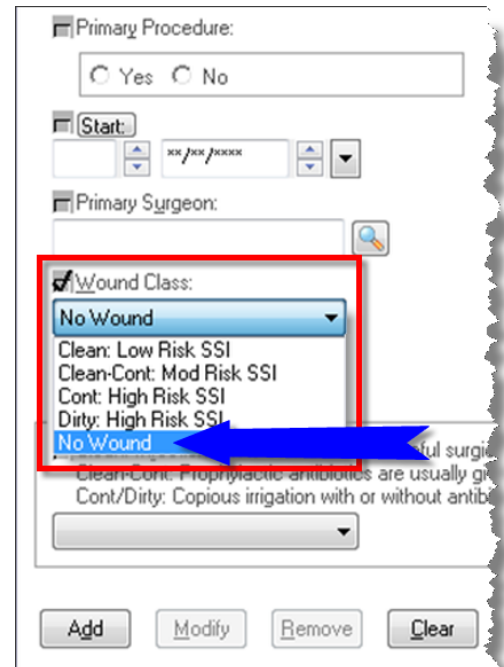 Primary Procedure:
Yes No
Start:
**/**/****
Primary Surgeon:
Wound Class:
No Wound
Clean: Low Risk SSI
Clean-Cont: Mod Risk SSI
Cont: High Risk SSI
Dirty: High Risk SSI
No Wound
surgi
Clean-Cont: Prophylactic antibiotics are usually gi
Cont/Dirty: Copious irrigation with or without antib
Add Modify Remove Clear